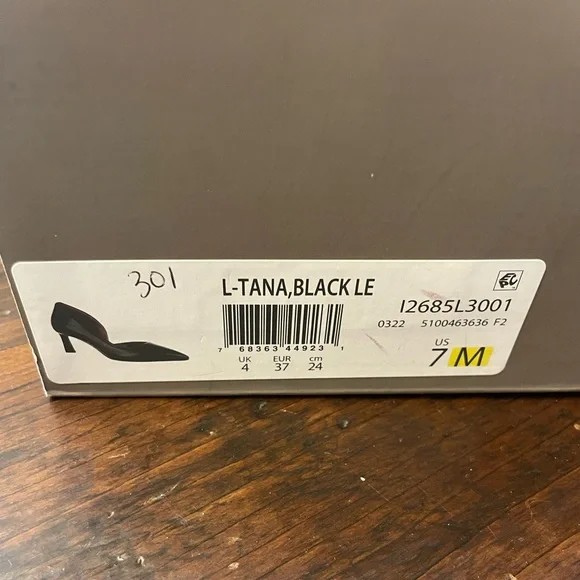 301
L-TANA,BLACK LE
I2685L3001
0322 5100463636 F2
7 68363 44923 1
UK EUR cm
4 37 24
US
7 M